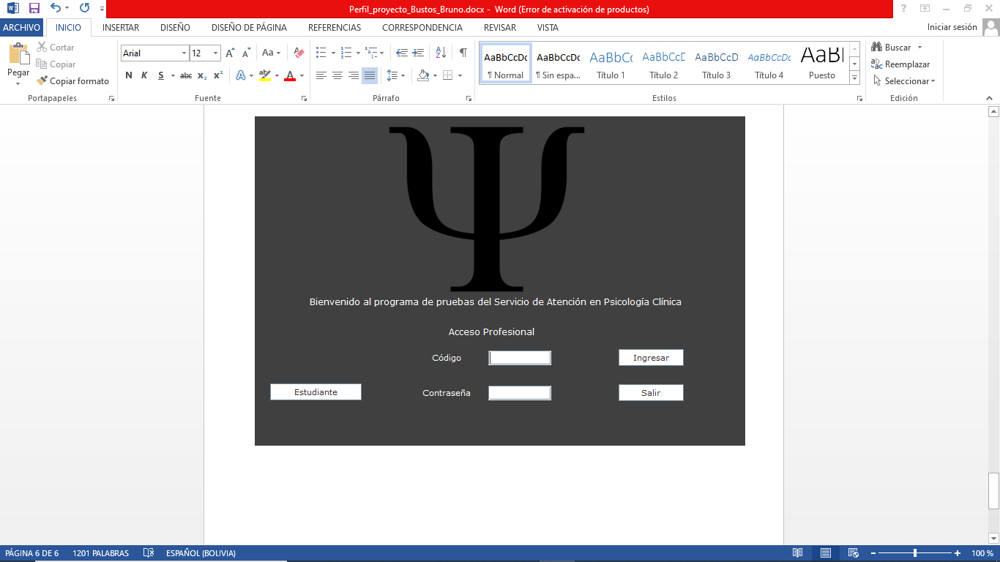 Perfil_proyecto_Bustos_Bruno.docx - Word (Error de activación de productos)
ARCHIVO INICIO INSERTAR DISEÑO DISEÑO DE PÁGINA REFERENCIAS CORRESPONDENCIA REVISAR VISTA Iniciar sesión
Pegar
Cortar
Copiar
Copiar formato
Portapapeles
Arial 12
Aa
N K S abc x₂ x² A ab A
Fuente
Párrafo
AaBbCcDc AaBbCcDc AaBbCc AaBbCcD AaBbCcD AaBbCcDc AaBl
¶ Normal ¶ Sin espa... Título 1 Título 2 Título 3 Título 4 Puesto
Estilos
Buscar
Reemplazar
Seleccionar
Edición
Ψ
Bienvenido al programa de pruebas del Servicio de Atención en Psicología Clínica
Acceso Profesional
Código Ingresar
Estudiante Contraseña Salir
PÁGINA 6 DE 6 1201 PALABRAS ESPAÑOL (BOLIVIA) 100 %